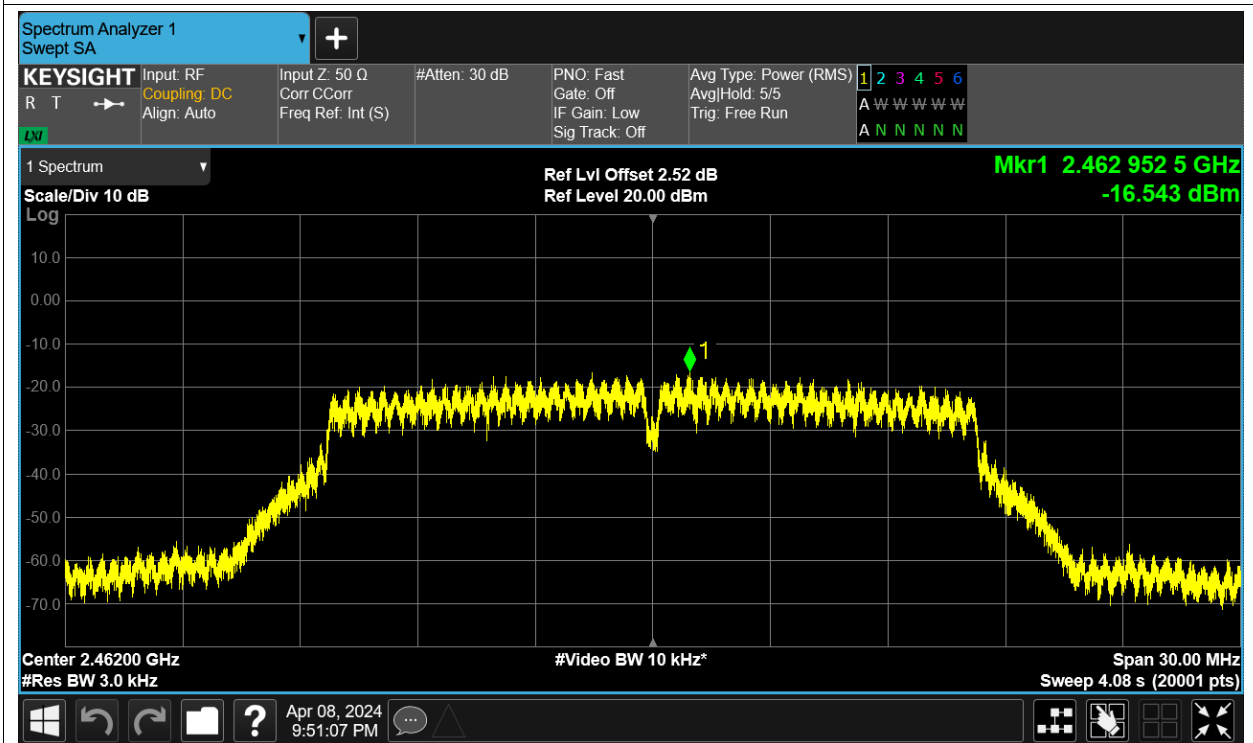 Spectrum Analyzer 1
Swept SA
+
KEYSIGHT
R T
LXI
Input: RF
Coupling: DC
Align: Auto
Input Z: 50 Ω
Corr CCorr
Freq Ref: Int (S)
#Atten: 30 dB
PNO: Fast
Gate: Off
IF Gain: Low
Sig Track: Off
Avg Type: Power (RMS)
Avg|Hold: 5/5
Trig: Free Run
1 2 3 4 5 6
A W W W W W
A N N N N N
1 Spectrum
Scale/Div 10 dB
Log
Ref Lvl Offset 2.52 dB
Ref Level 20.00 dBm
Mkr1 2.462 952 5 GHz
-16.543 dBm
10.0
0.00
-10.0
1
-20.0
-30.0
-40.0
-50.0
-60.0
-70.0
Center 2.46200 GHz
#Res BW 3.0 kHz
#Video BW 10 kHz*
Span 30.00 MHz
Sweep 4.08 s (20001 pts)
?
Apr 08, 2024
9:51:07 PM